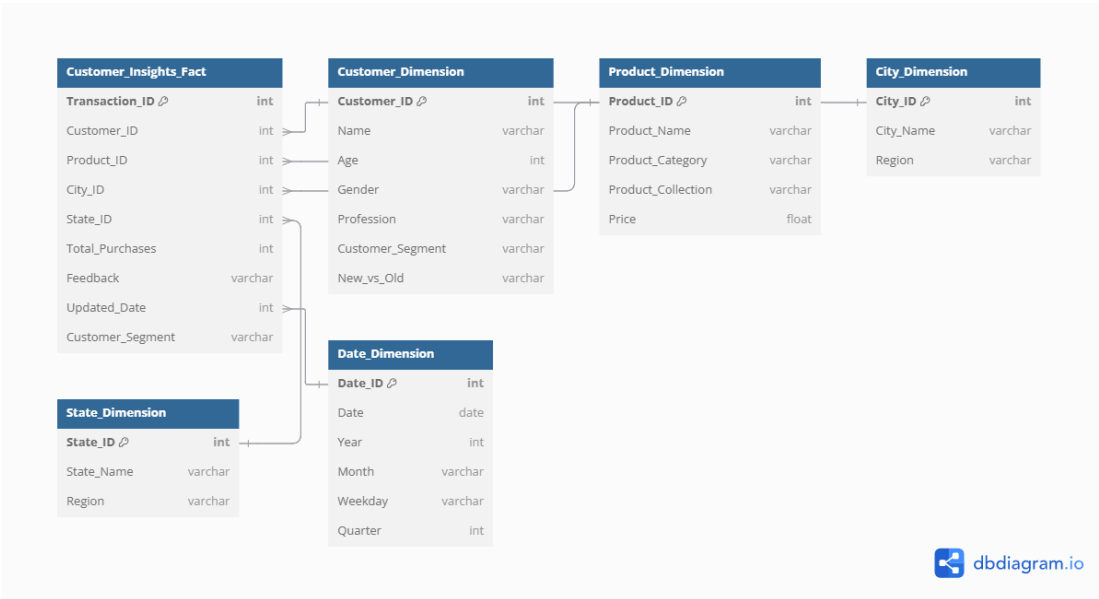 Customer_Insights_Fact
Transaction_ID int
Customer_ID int
Product_ID int
City_ID int
State_ID int
Total_Purchases int
Feedback varchar
Updated_Date int
Customer_Segment varchar
Customer_Dimension
Customer_ID int
Name varchar
Age int
Gender varchar
Profession varchar
Customer_Segment varchar
New_vs_Old varchar
Product_Dimension
Product_ID int
Product_Name varchar
Product_Category varchar
Product_Collection varchar
Price float
City_Dimension
City_ID int
City_Name varchar
Region varchar
State_Dimension
State_ID int
State_Name varchar
Region varchar
Date_Dimension
Date_ID int
Date date
Year int
Month varchar
Weekday varchar
Quarter int
dbdiagram.io